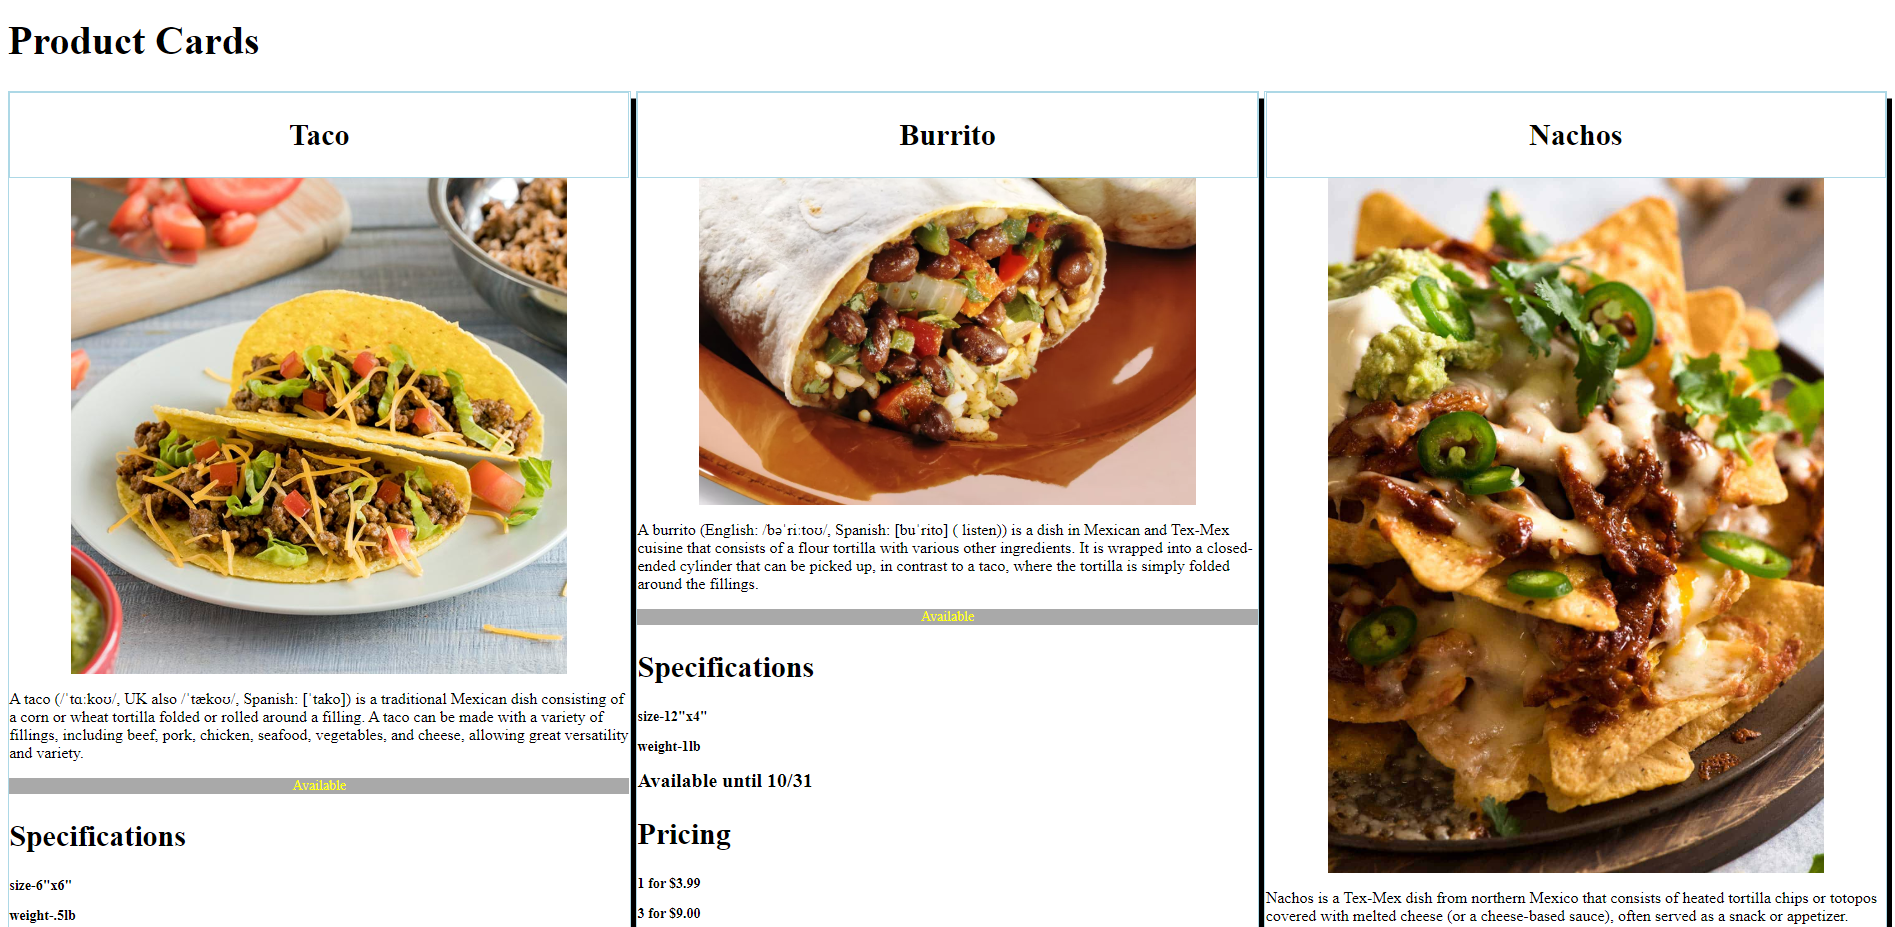 Product Cards
Taco
A taco (/ˈtɑːkoʊ/, UK also /ˈtækoʊ/, Spanish: [ˈtako]) is a traditional Mexican dish consisting of
a corn or wheat tortilla folded or rolled around a filling. A taco can be made with a variety of
fillings, including beef, pork, chicken, seafood, vegetables, and cheese, allowing great versatility
and variety.
Available
Specifications
size-6"x6"
weight-.5lb
Burrito
A burrito (English: /bəˈriːtoʊ/, Spanish: [buˈrito] ( listen)) is a dish in Mexican and Tex-Mex
cuisine that consists of a flour tortilla with various other ingredients. It is wrapped into a closed-
ended cylinder that can be picked up, in contrast to a taco, where the tortilla is simply folded
around the fillings.
Available
Specifications
size-12"x4"
weight-1lb
Available until 10/31
Pricing
1 for $3.99
3 for $9.00
Nachos
Nachos is a Tex-Mex dish from northern Mexico that consists of heated tortilla chips or totopos
covered with melted cheese (or a cheese-based sauce), often served as a snack or appetizer.